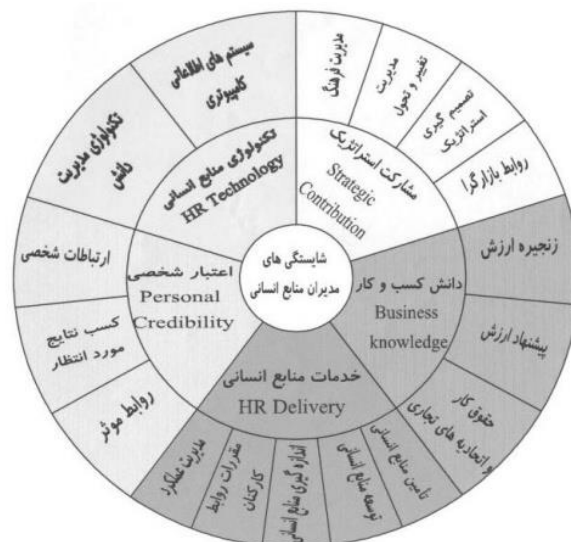 شایستگی های
مدیران منابع انسانی
مشارکت استراتژیک
Strategic
Contribution
مدیریت فرهنگ
مدیریت
تغییر و تحول
تصمیم گیری
استراتژیک
روابط بازارگرا
دانش کسب و کار
Business
knowledge
زنجیره ارزش
پیشنهاد ارزش
حقوق کار
و اتحادیه های تجاری
خدمات منابع انسانی
HR Delivery
تامین منابع انسانی
توسعه منابع انسانی
اندازه گیری منابع انسانی
مقررات روابط
کارکنان
مدیریت عملکرد
اعتبار شخصی
Personal
Credibility
روابط موثر
کسب نتایج
مورد انتظار
ارتباطات شخصی
تکنولوژی منابع انسانی
HR Technology
تکنولوژی مدیریت
دانش
سیستم های اطلاعاتی
کامپیوتری